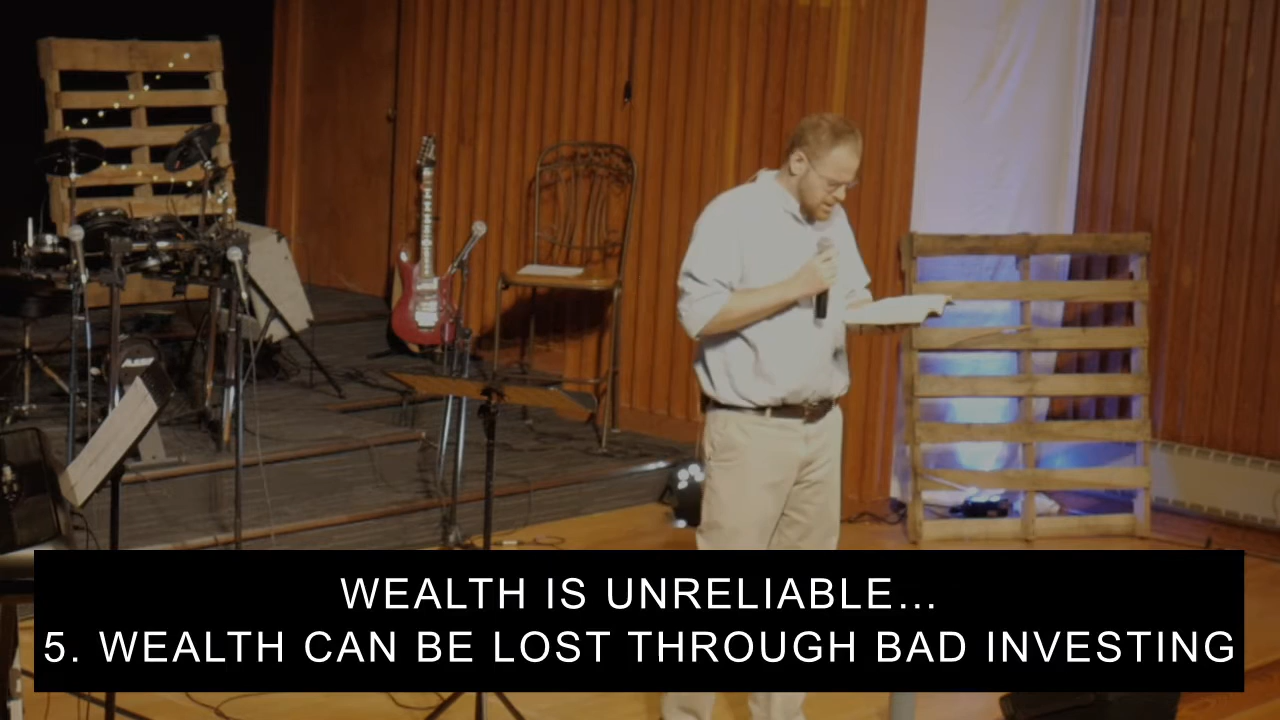 WEALTH IS UNRELIABLE...
5. WEALTH CAN BE LOST THROUGH BAD INVESTING